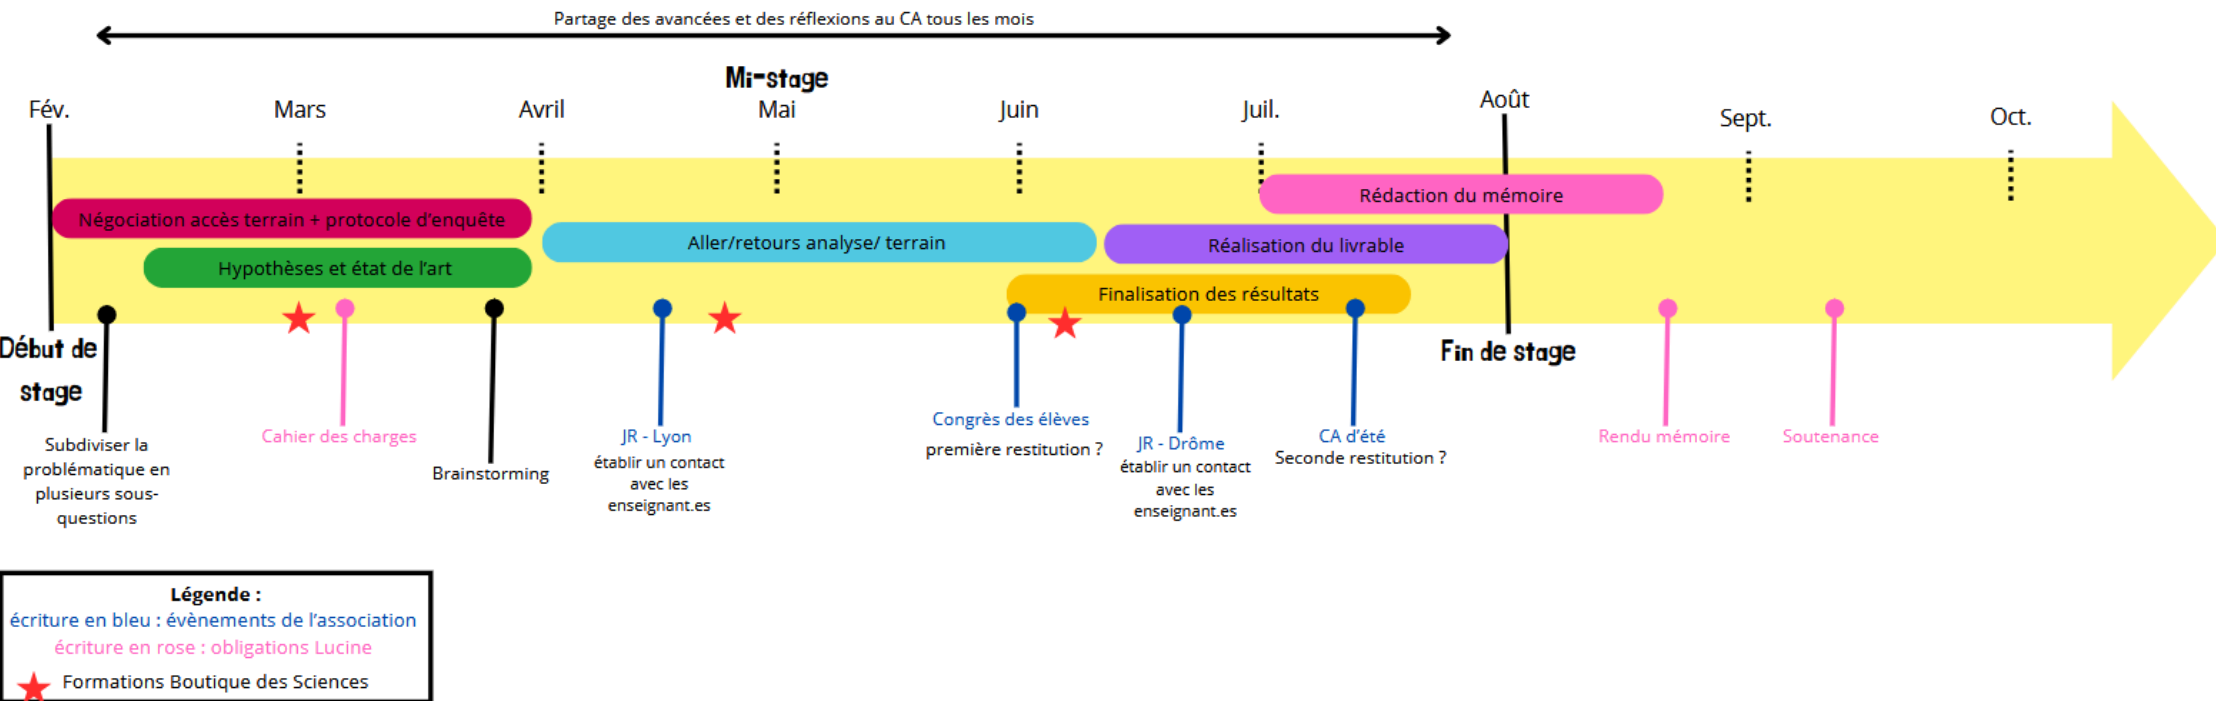 Partage des avancées et des réflexions au CA tous les mois
Mi-stage
Fév.
Mars
Avril
Mai
Juin
Juil.
Août
Sept.
Oct.
Rédaction du mémoire
Négociation accès terrain + protocole d'enquête
Aller/retours analyse/ terrain
Réalisation du livrable
Hypothèses et état de l'art
Finalisation des résultats
Début de
stage
Fin de stage
Subdiviser la
problématique en
plusieurs sous-
questions
Cahier des charges
Brainstorming
JR - Lyon
établir un contact
avec les
enseignant.es
Congrès des élèves
première restitution ?
JR - Drôme
établir un contact
avec les
enseignant.es
CA d'été
Seconde restitution ?
Rendu mémoire
Soutenance
Légende :
écriture en bleu : évènements de l'association
écriture en rose : obligations Lucine
Formations Boutique des Sciences